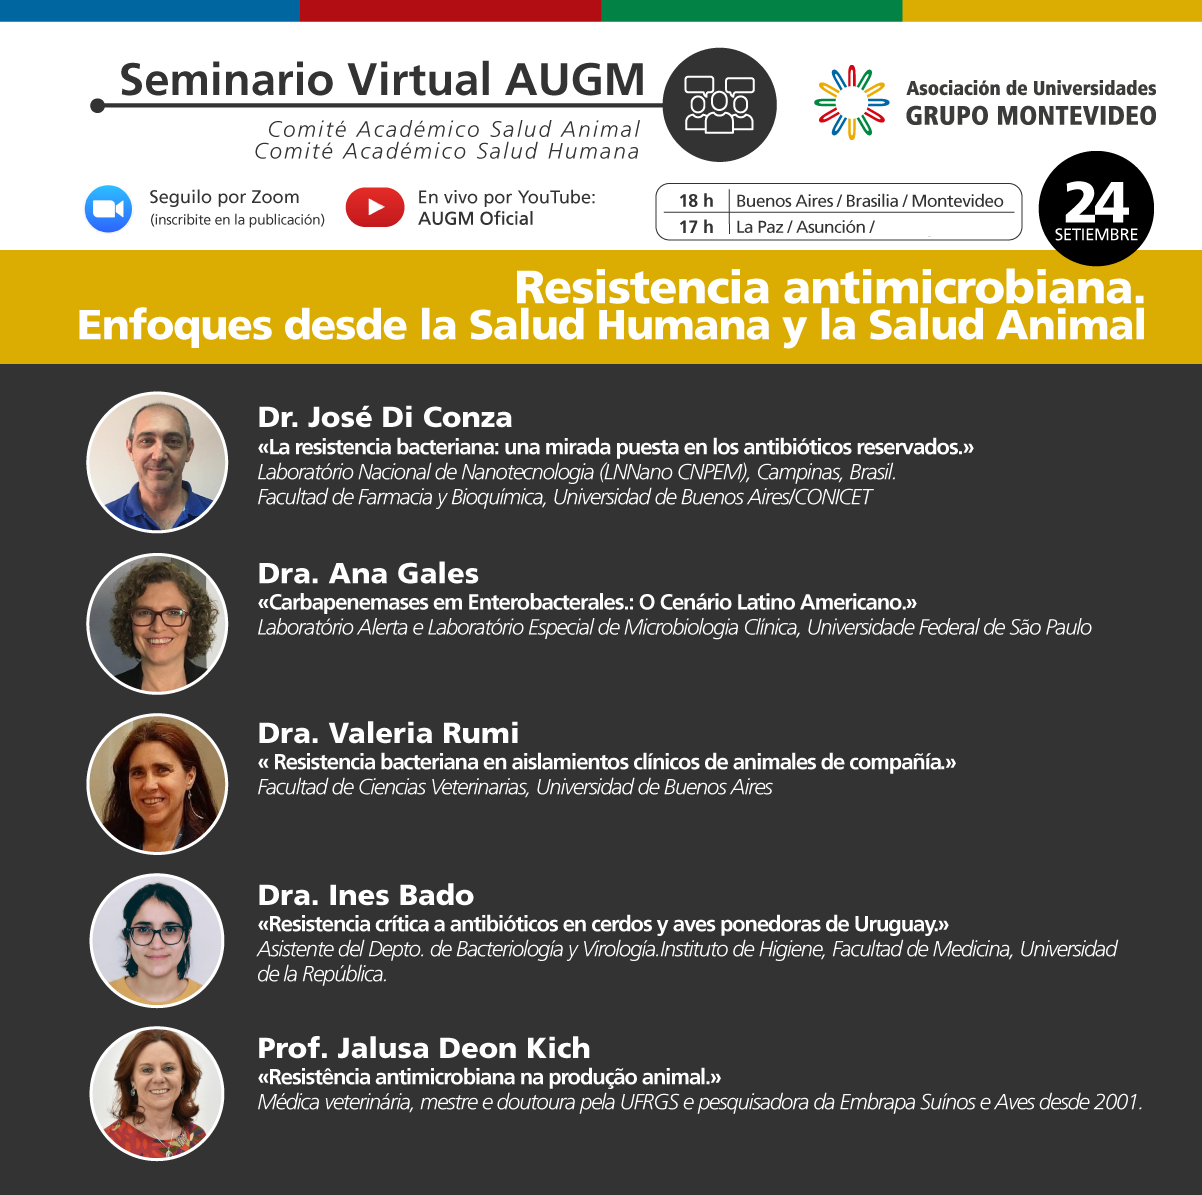 Seminario Virtual AUGM
Comité Académico Salud Animal
Comité Académico Salud Humana
Asociación de Universidades
GRUPO MONTEVIDEO
Seguilo por Zoom
(inscribite en la publicación)
En vivo por YouTube:
AUGM Oficial
18 h Buenos Aires / Brasilia / Montevideo
17 h La Paz / Asunción /
24
SETIEMBRE
Resistencia antimicrobiana.
Enfoques desde la Salud Humana y la Salud Animal
Dr. José Di Conza
«La resistencia bacteriana: una mirada puesta en los antibióticos reservados.»
Laboratório Nacional de Nanotecnologia (LNNano CNPEM), Campinas, Brasil.
Facultad de Farmacia y Bioquímica, Universidad de Buenos Aires/CONICET
Dra. Ana Gales
«Carbapenemases em Enterobacterales.: O Cenário Latino Americano.»
Laboratório Alerta e Laboratório Especial de Microbiologia Clínica, Universidade Federal de São Paulo
Dra. Valeria Rumi
« Resistencia bacteriana en aislamientos clínicos de animales de compañía.»
Facultad de Ciencias Veterinarias, Universidad de Buenos Aires
Dra. Ines Bado
«Resistencia crítica a antibióticos en cerdos y aves ponedoras de Uruguay.»
Asistente del Depto. de Bacteriología y Virología.Instituto de Higiene, Facultad de Medicina, Universidad
de la República.
Prof. Jalusa Deon Kich
«Resistência antimicrobiana na produção animal.»
Médica veterinária, mestre e doutoura pela UFRGS e pesquisadora da Embrapa Suínos e Aves desde 2001.